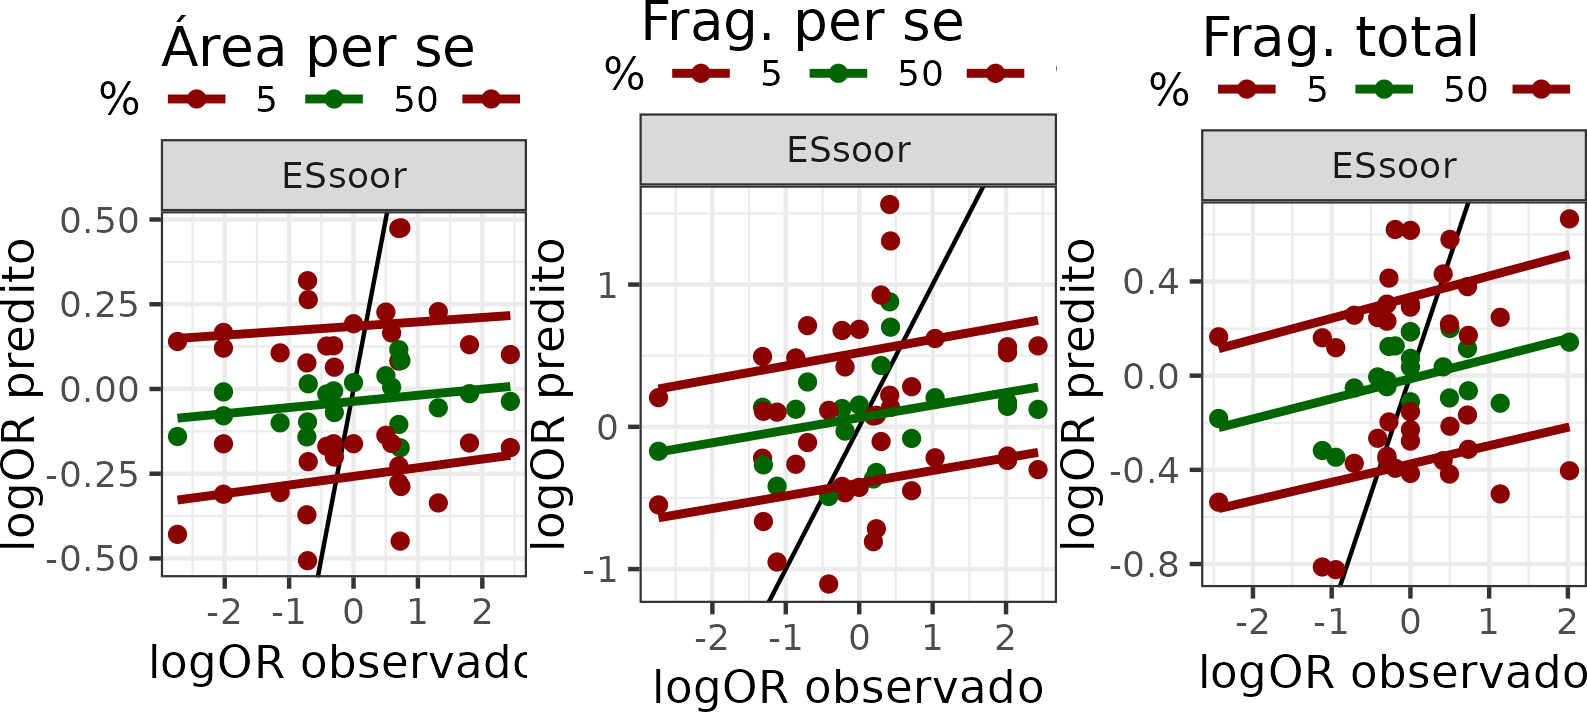 Área per se
% 5 50
ESsoor
logOR predito
0.50
0.25
0.00
-0.25
-0.50
-2 -1 0 1 2
logOR observado
Frag. per se
% 5 50
ESsoor
logOR predito
1
0
-1
-2 -1 0 1 2
logOR observado
Frag. total
% 5 50
ESsoor
logOR predito
0.4
0.0
-0.4
-0.8
-2 -1 0 1 2
logOR observado